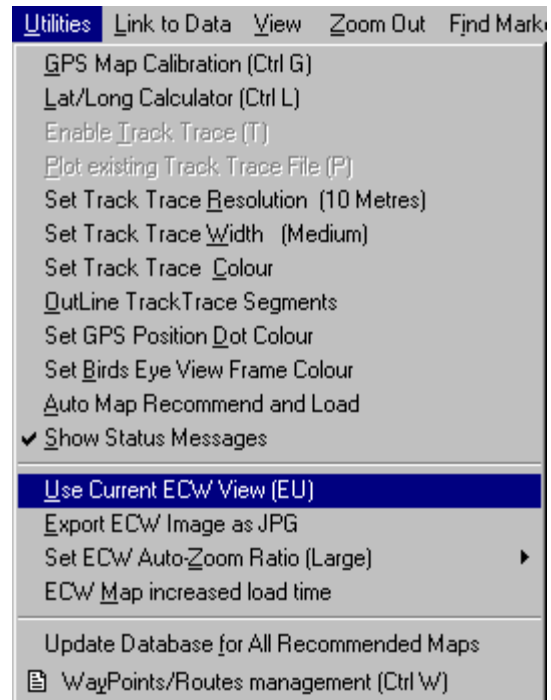 Utilities Link to Data View Zoom Out Find Mark
GPS Map Calibration (Ctrl G)
Lat/Long Calculator (Ctrl L)
Enable Track Trace (T)
Plot existing Track Trace File (P)
Set Track Trace Resolution (10 Metres)
Set Track Trace Width (Medium)
Set Track Trace Colour
OutLine TrackTrace Segments
Set GPS Position Dot Colour
Set Birds Eye View Frame Colour
Auto Map Recommend and Load
Show Status Messages
Use Current ECW View (EU)
Export ECW Image as JPG
Set ECW Auto-Zoom Ratio (Large)
ECW Map increased load time
Update Database for All Recommended Maps
WayPoints/Routes management (Ctrl W)